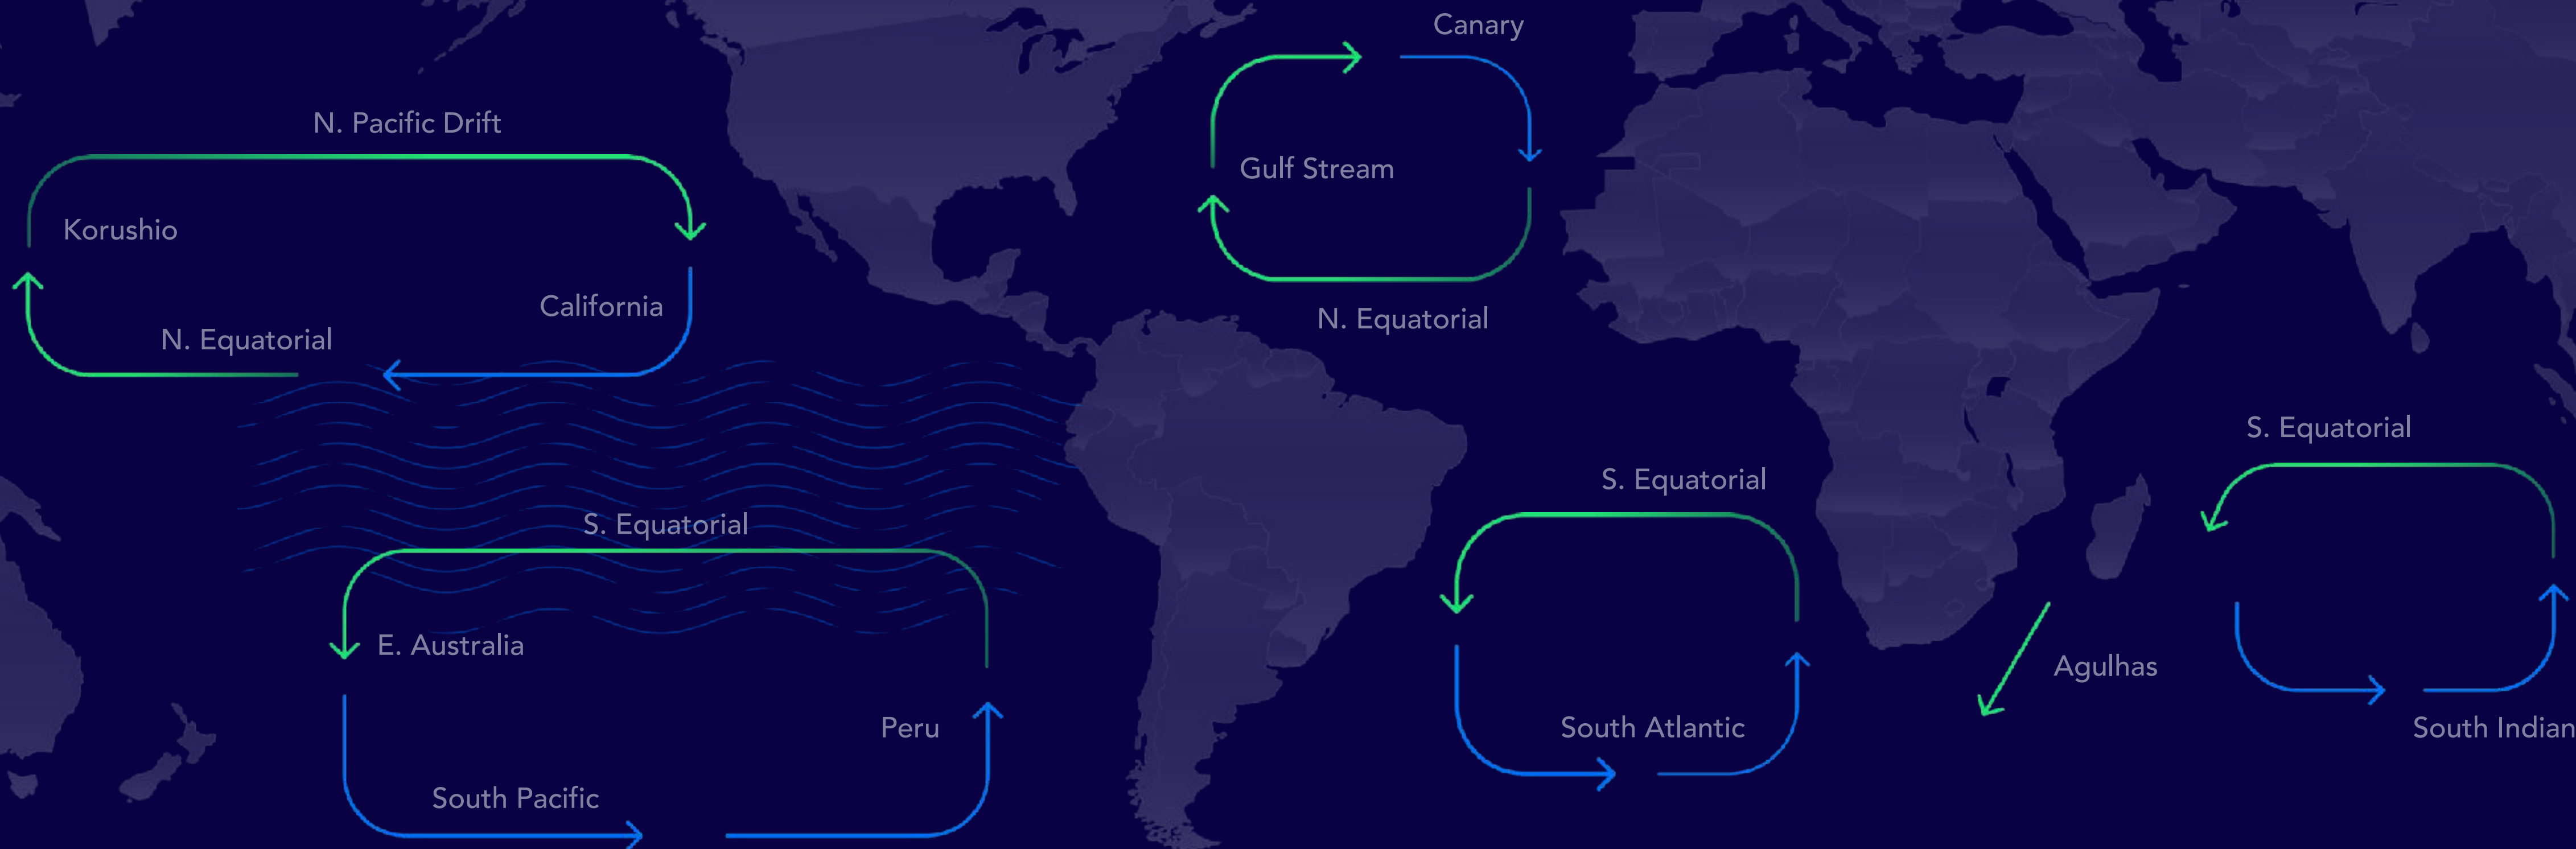 Canary
N. Pacific Drift
Gulf Stream
Korushio
California
N. Equatorial
N. Equatorial
S. Equatorial
S. Equatorial
S. Equatorial
E. Australia
Agulhas
Peru
South Atlantic
South Indian
South Pacific